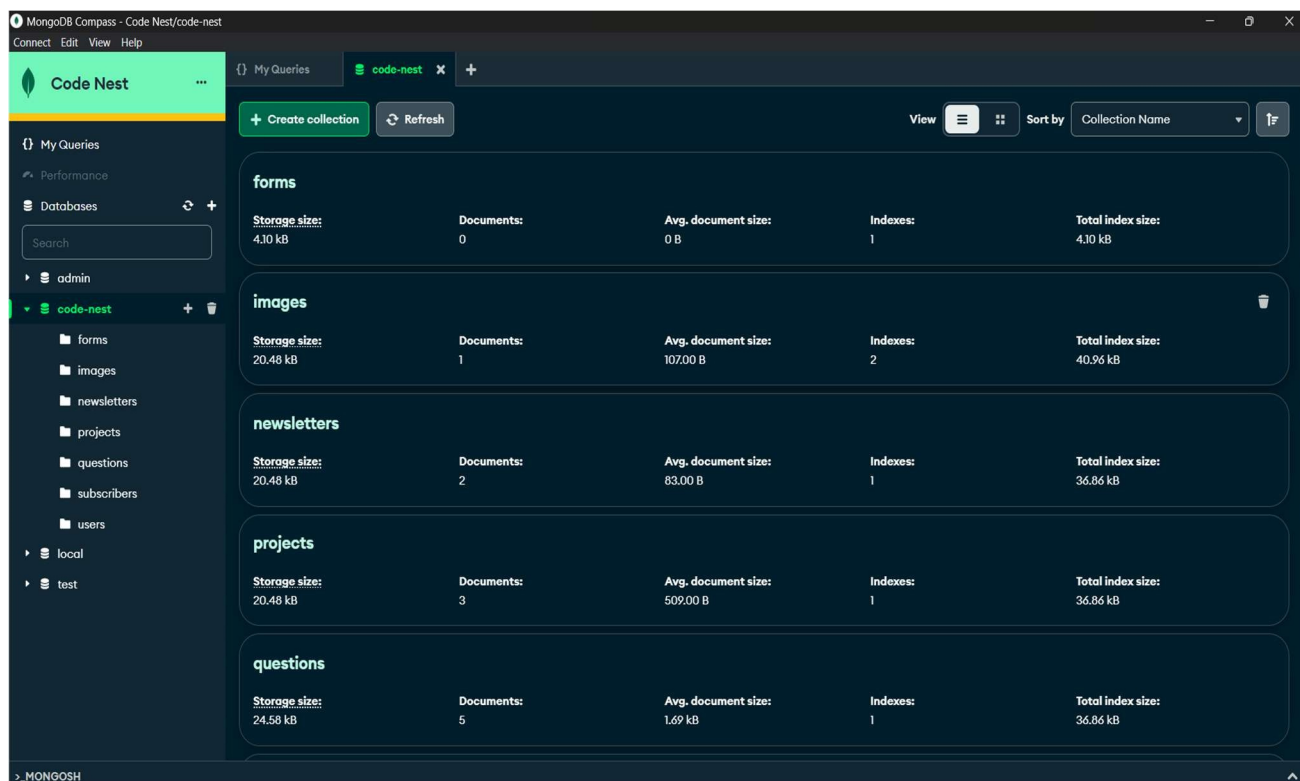 MongoDB Compass - Code Nest/code-nest
Connect Edit View Help
Code Nest
My Queries
Performance
Databases
Search
admin
code-nest
forms
images
newsletters
projects
questions
subscribers
users
local
test
{} My Queries
code-nest
+ Create collection
Refresh
View
Sort by
Collection Name
forms
Storage size: Documents: Avg. document size: Indexes: Total index size:
4.10 kB 0 0 B 1 4.10 kB
images
Storage size: Documents: Avg. document size: Indexes: Total index size:
20.48 kB 1 107.00 B 2 40.96 kB
newsletters
Storage size: Documents: Avg. document size: Indexes: Total index size:
20.48 kB 2 83.00 B 1 36.86 kB
projects
Storage size: Documents: Avg. document size: Indexes: Total index size:
20.48 kB 3 509.00 B 1 36.86 kB
questions
Storage size: Documents: Avg. document size: Indexes: Total index size:
24.58 kB 5 1.69 kB 1 36.86 kB
>_MONGOSH